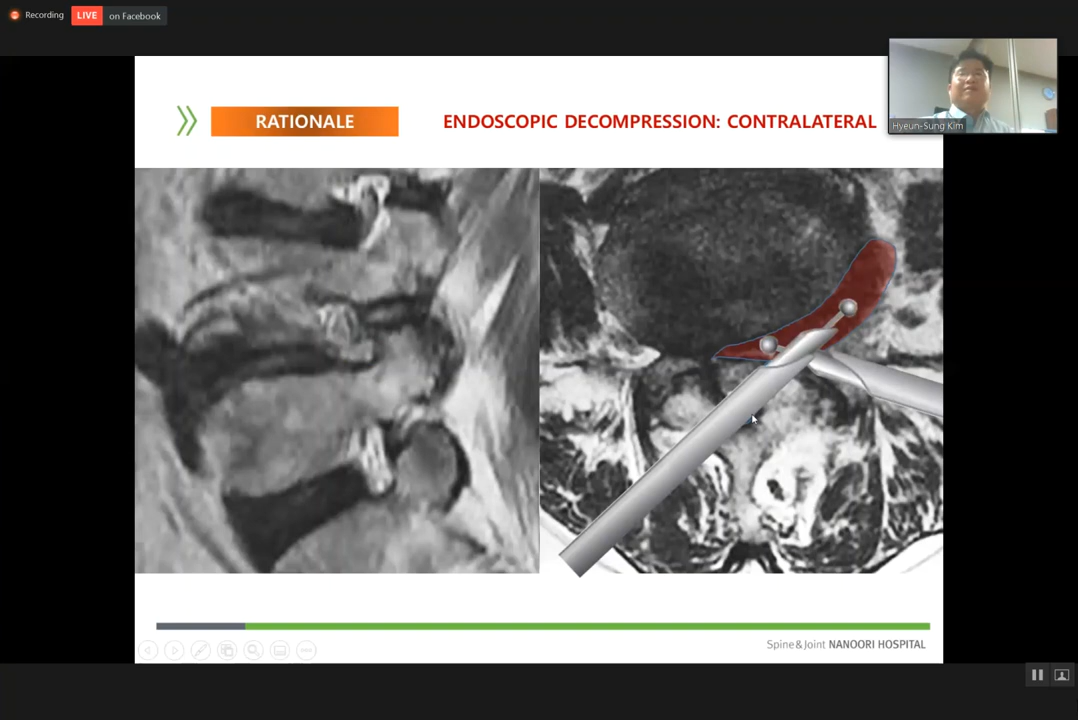 Recording LIVE on Facebook
RATIONALE
ENDOSCOPIC DECOMPRESSION: CONTRALATERAL
Hyeun-Sung Kim
Spine & Joint NANOORI HOSPITAL